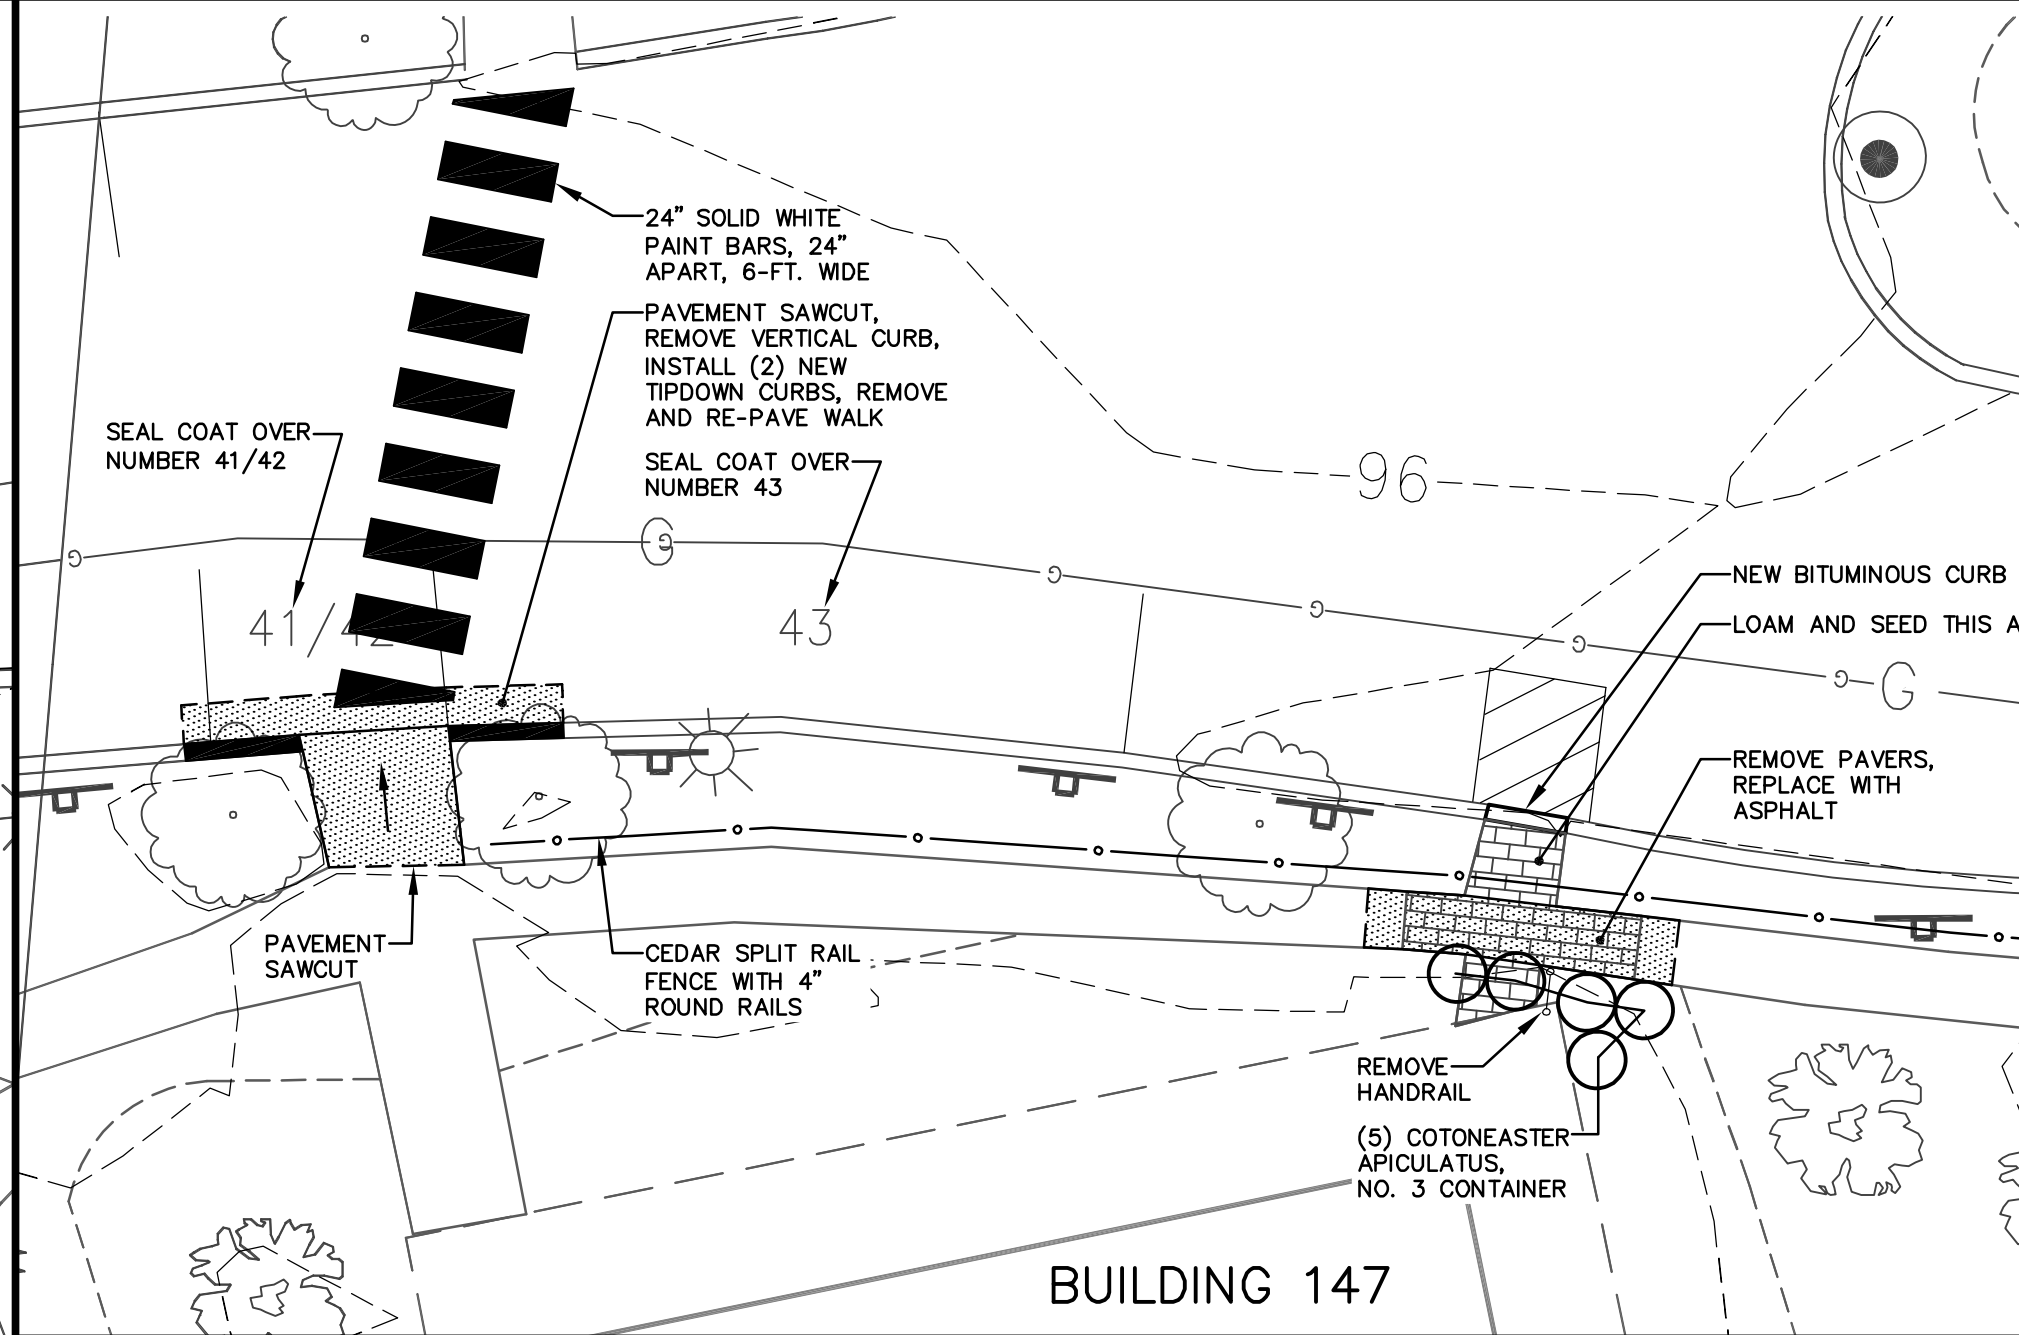 24" SOLID WHITE
PAINT BARS, 24"
APART, 6-FT. WIDE
PAVEMENT SAWCUT,
REMOVE VERTICAL CURB,
INSTALL (2) NEW
TIPDOWN CURBS, REMOVE
AND RE-PAVE WALK
SEAL COAT OVER
NUMBER 41/42
SEAL COAT OVER
NUMBER 43
96
G
G
G
G
G
G
G
G
41/42
43
NEW BITUMINOUS CURB
LOAM AND SEED THIS A
REMOVE PAVERS,
REPLACE WITH
ASPHALT
PAVEMENT
SAWCUT
CEDAR SPLIT RAIL
FENCE WITH 4"
ROUND RAILS
REMOVE
HANDRAIL
(5) COTONEASTER
APICULATUS,
NO. 3 CONTAINER
BUILDING 147